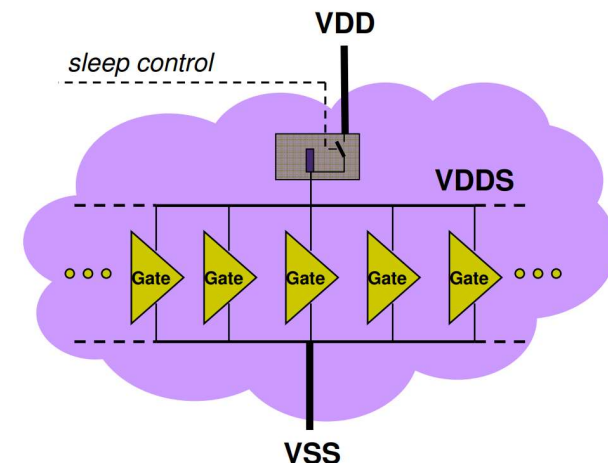 VDD
sleep control
VDDS
Gate Gate Gate Gate Gate
VSS